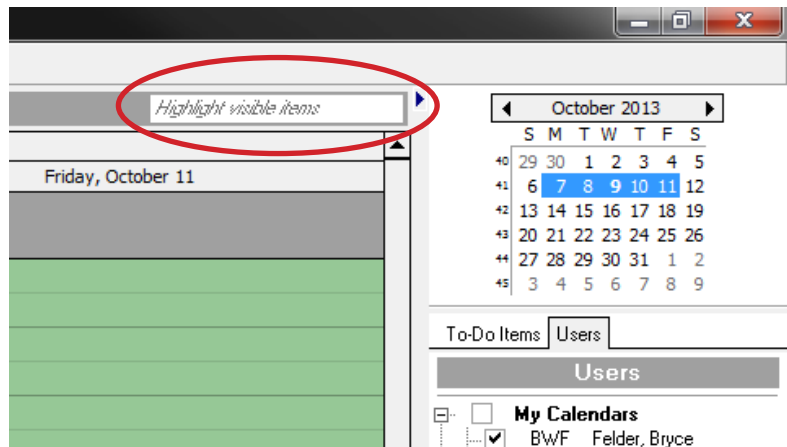 Highlight visible items
Friday, October 11
October 2013
S M T W T F S
40 29 30 1 2 3 4 5
41 6 7 8 9 10 11 12
42 13 14 15 16 17 18 19
43 20 21 22 23 24 25 26
44 27 28 29 30 31 1 2
45 3 4 5 6 7 8 9
To-Do Items Users
Users
My Calendars
BWF Felder, Bryce